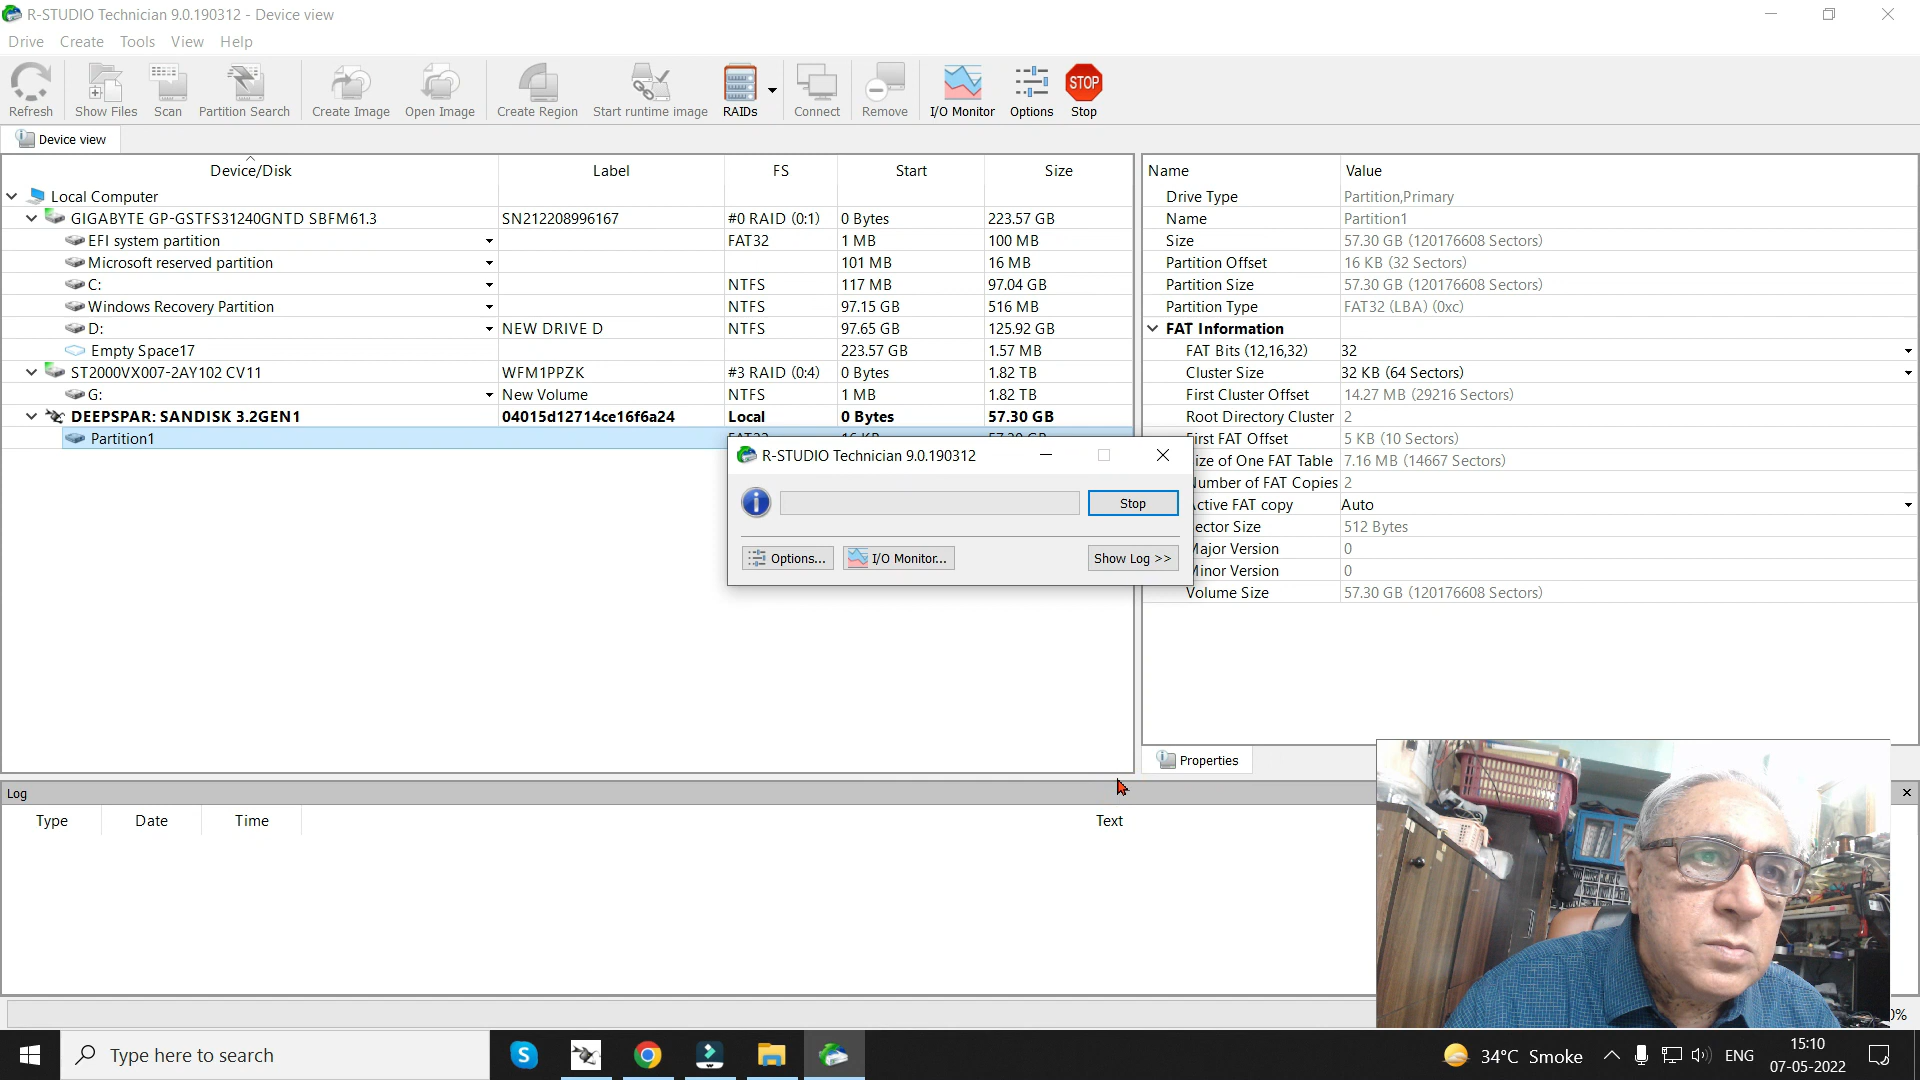 R-STUDIO Technician 9.0.190312 - Device view
Drive Create Tools View Help
Refresh Show Files Scan Partition Search Create Image Open Image Create Region Start runtime image RAIDs Connect Remove I/O Monitor Options STOP Stop
Device view
Device/Disk Label FS Start Size
Local Computer
GIGABYTE GP-GSTFS31240GNTD SBFM61.3 SN212208996167 #0 RAID (0:1) 0 Bytes 223.57 GB
EFI system partition FAT32 1 MB 100 MB
Microsoft reserved partition 101 MB 16 MB
C: NTFS 117 MB 97.04 GB
Windows Recovery Partition NTFS 97.15 GB 516 MB
D: NEW DRIVE D NTFS 97.65 GB 125.92 GB
Empty Space17 223.57 GB 1.57 MB
ST2000VX007-2AY102 CV11 WFM1PPZK #3 RAID (0:4) 0 Bytes 1.82 TB
G: New Volume NTFS 1 MB 1.82 TB
DEEPSPAR: SANDISK 3.2GEN1 04015d12714ce16f6a24 Local 0 Bytes 57.30 GB
Partition1
Name Value
Drive Type Partition,Primary
Name Partition1
Size 57.30 GB (120176608 Sectors)
Partition Offset 16 KB (32 Sectors)
Partition Size 57.30 GB (120176608 Sectors)
Partition Type FAT32 (LBA) (0xc)
FAT Information
FAT Bits (12,16,32) 32
Cluster Size 32 KB (64 Sectors)
First Cluster Offset 14.27 MB (29216 Sectors)
Root Directory Cluster 2
First FAT Offset 5 KB (10 Sectors)
ize of One FAT Table 7.16 MB (14667 Sectors)
umber of FAT Copies 2
ctive FAT copy Auto
ector Size 512 Bytes
Major Version 0
Minor Version 0
Volume Size 57.30 GB (120176608 Sectors)
R-STUDIO Technician 9.0.190312
Stop
Options... I/O Monitor... Show Log >>
Properties
Log
Type Date Time Text
0%
Type here to search
34°C Smoke ENG 15:10
07-05-2022